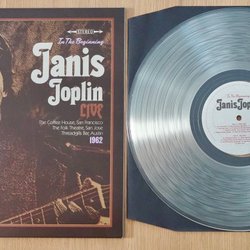 STEREO
In The Beginning
Janis
Joplin
LIVE
The Coffee House, San Francisco
The Folk Theatre, San Jose
Threadgills Bar, Austin
1962
In The Beginning
Janis Joplin